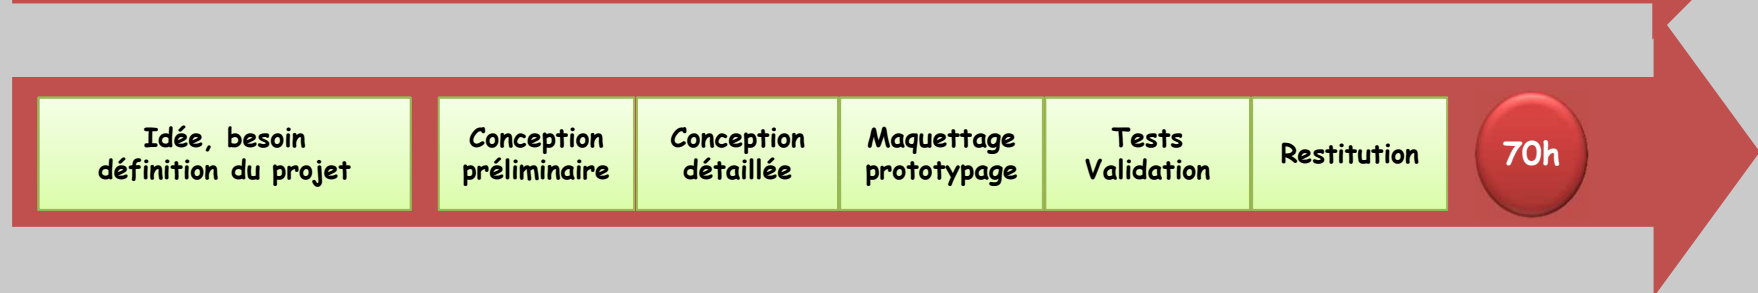 Idée, besoin
définition du projet
Conception
préliminaire
Conception
détaillée
Maquettage
prototypage
Tests
Validation
Restitution
70h